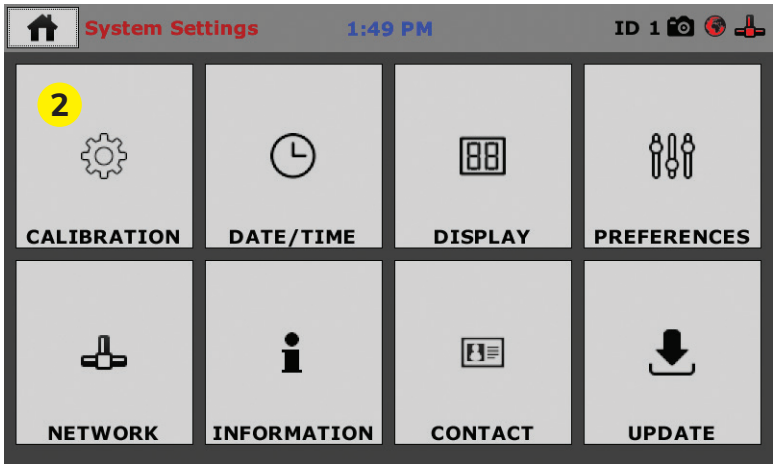 System Settings 1:49 PM ID 1
2
CALIBRATION DATE/TIME DISPLAY PREFERENCES
NETWORK INFORMATION CONTACT UPDATE